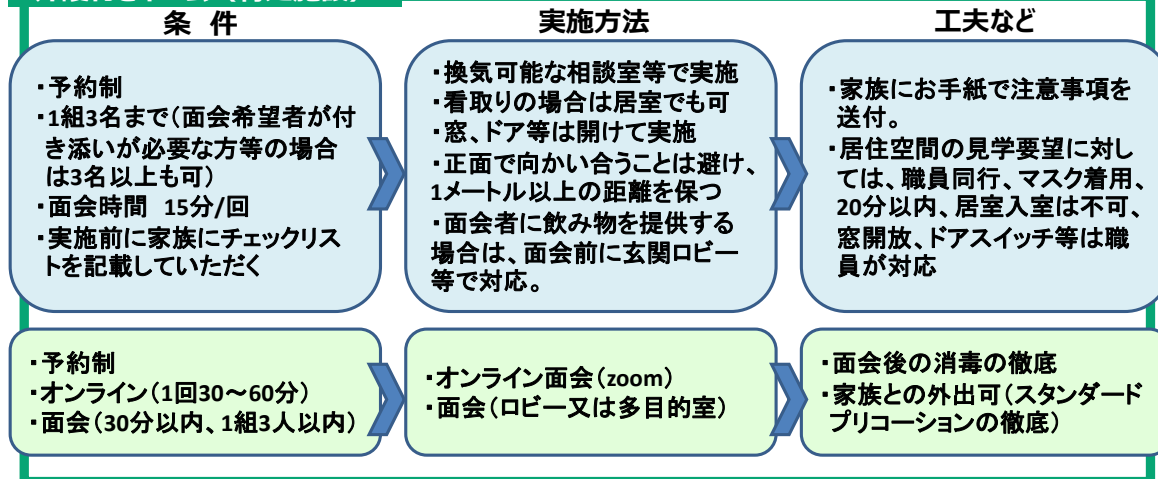 条 件
実施方法
工夫など
・予約制
・1組3名まで(面会希望者が付
き添いが必要な方等の場合
は3名以上も可)
・面会時間 15分/回
・実施前に家族にチェックリス
トを記載していただく
・換気可能な相談室等で実施
・看取りの場合は居室でも可
・窓、ドア等は開けて実施
・正面で向かい合うことは避け、
1メートル以上の距離を保つ
・面会者に飲み物を提供する
場合は、面会前に玄関ロビー
等で対応。
・家族にお手紙で注意事項を
送付。
・居住空間の見学要望に対し
ては、職員同行、マスク着用、
20分以内、居室入室は不可、
窓開放、ドアスイッチ等は職
員が対応
・予約制
・オンライン(1回30～60分)
・面会(30分以内、1組3人以内)
・オンライン面会(zoom)
・面会(ロビー又は多目的室)
・面会後の消毒の徹底
・家族との外出可(スタンダード
プリコーションの徹底)